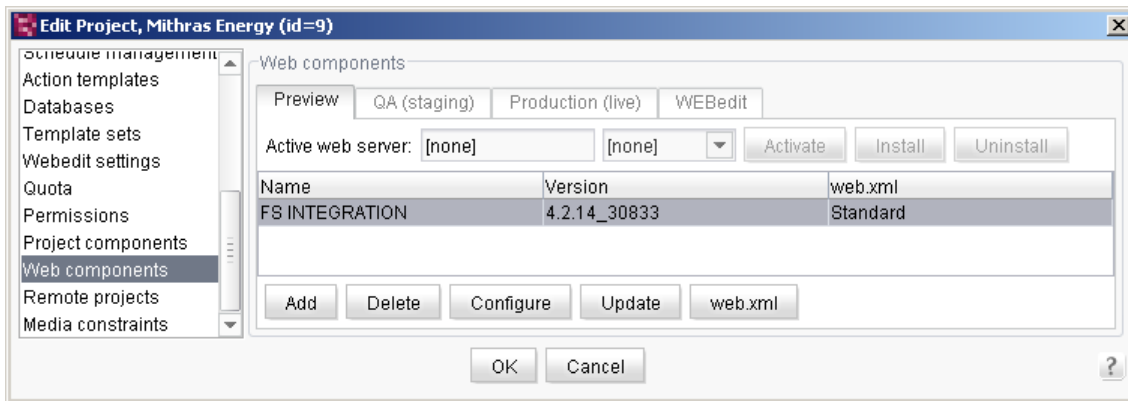 Edit Project, Mithras Energy (id=9)
Schedule management
Action templates
Databases
Template sets
Webedit settings
Quota
Permissions
Project components
Web components
Remote projects
Media constraints
Web components
Preview QA (staging) Production (live) WEBedit
Active web server: [none] [none] Activate Install Uninstall
Name Version web.xml
FS INTEGRATION 4.2.14_30833 Standard
Add Delete Configure Update web.xml
OK Cancel ?